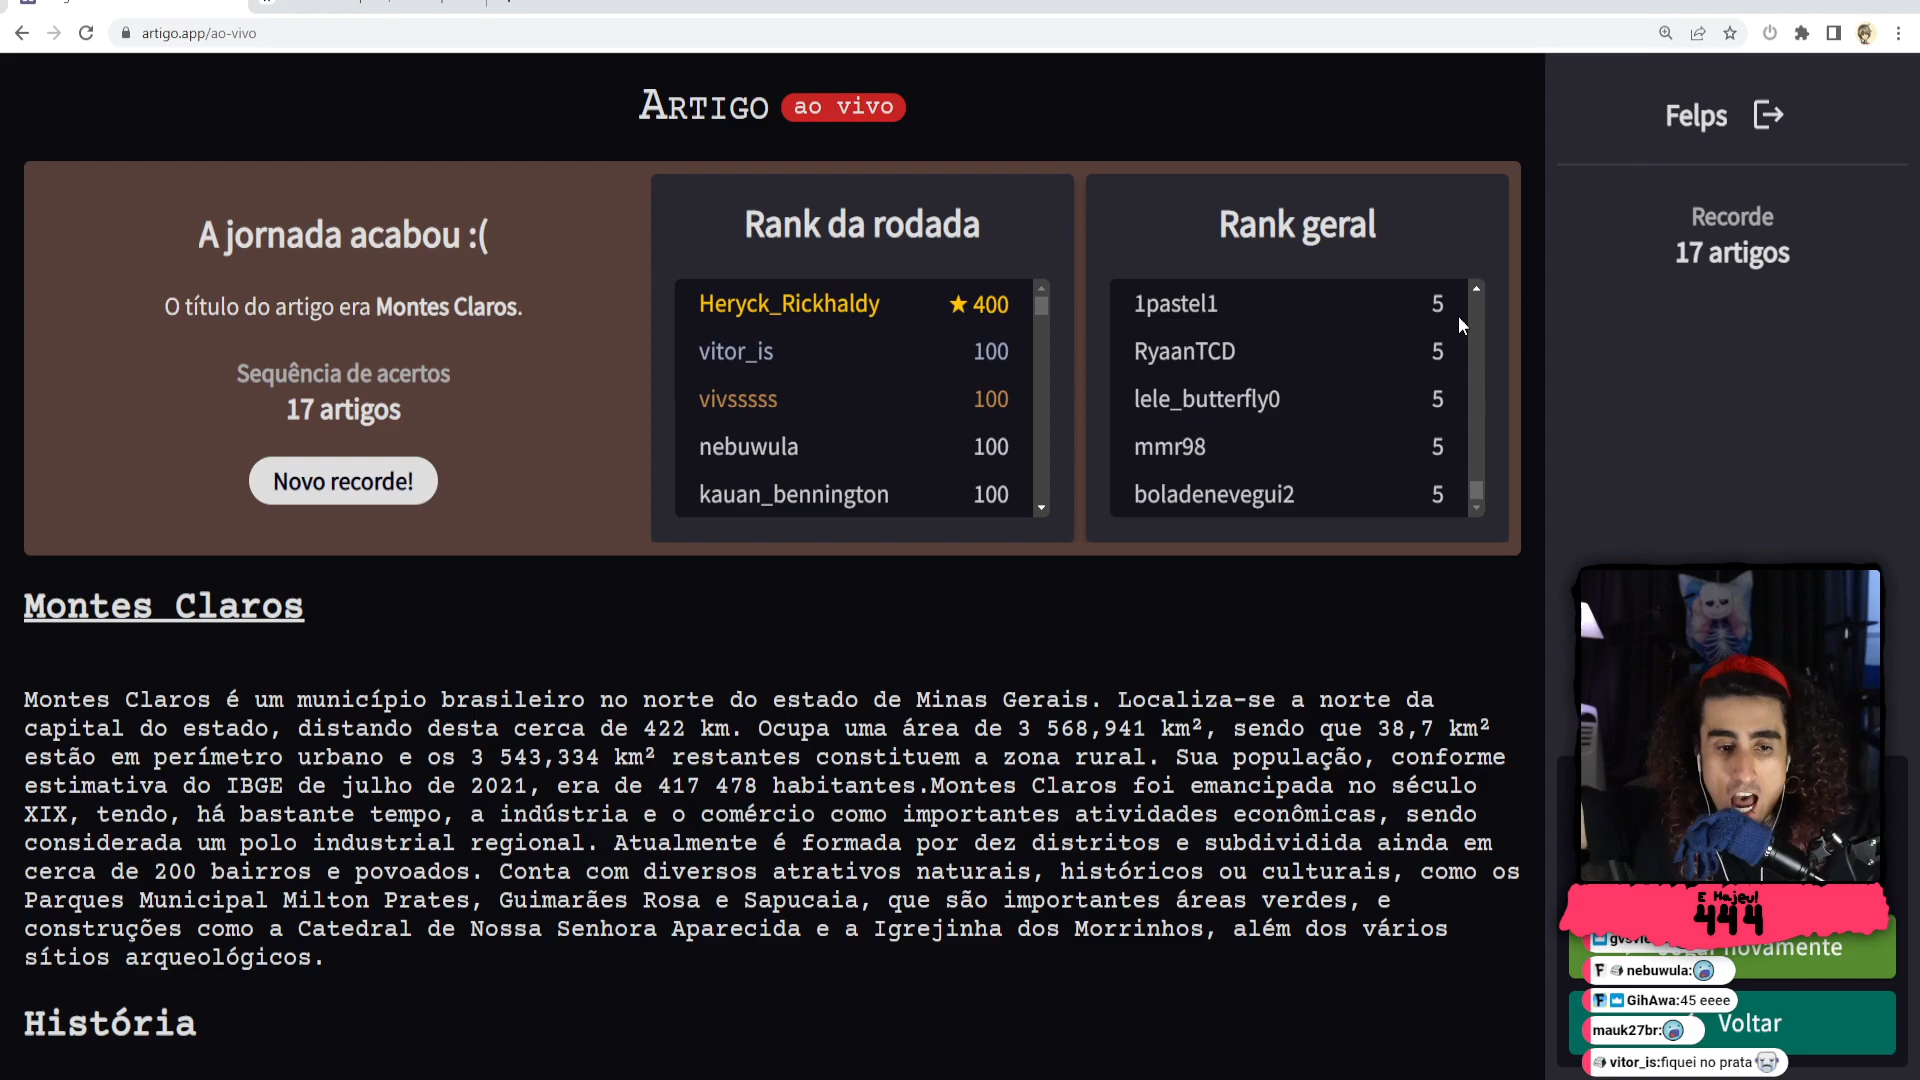 artigo.app/ao-vivo
ARTIGO ao vivo
Felps
Recorde
17 artigos
A jornada acabou :(
O título do artigo era Montes Claros.
Sequência de acertos
17 artigos
Novo recorde!
Rank da rodada
Heryck_Rickhaldy ★ 400
vitor_is 100
vivsssss 100
nebuwula 100
kauan_bennington 100
Rank geral
1pastel1 5
RyaanTCD 5
lele_butterfly0 5
mmr98 5
boladenevegui2 5
Montes Claros
Montes Claros é um município brasileiro no norte do estado de Minas Gerais. Localiza-se a norte da
capital do estado, distando desta cerca de 422 km. Ocupa uma área de 3 568,941 km², sendo que 38,7 km²
estão em perímetro urbano e os 3 543,334 km² restantes constituem a zona rural. Sua população, conforme
estimativa do IBGE de julho de 2021, era de 417 478 habitantes.Montes Claros foi emancipada no século
XIX, tendo, há bastante tempo, a indústria e o comércio como importantes atividades econômicas, sendo
considerada um polo industrial regional. Atualmente é formada por dez distritos e subdividida ainda em
cerca de 200 bairros e povoados. Conta com diversos atrativos naturais, históricos ou culturais, como os
Parques Municipal Milton Prates, Guimarães Rosa e Sapucaia, que são importantes áreas verdes, e
construções como a Catedral de Nossa Senhora Aparecida e a Igrejinha dos Morrinhos, além dos vários
sítios arqueológicos.
História
E Hajeu!
444
novamente
nebuwula:
GihAwa:45 eeee
mauk27br:
Voltar
vitor_is:fiquei no prata